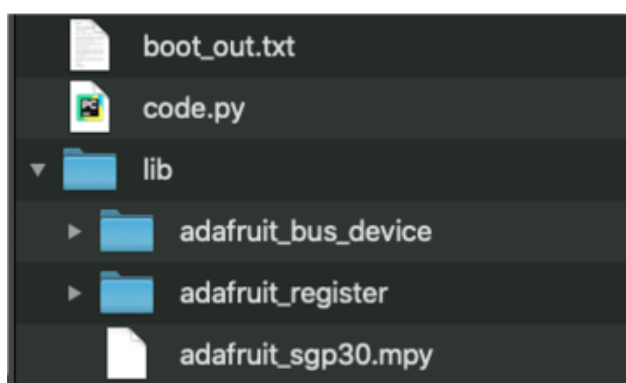 boot_out.txt
code.py
lib
adafruit_bus_device
adafruit_register
adafruit_sgp30.mpy